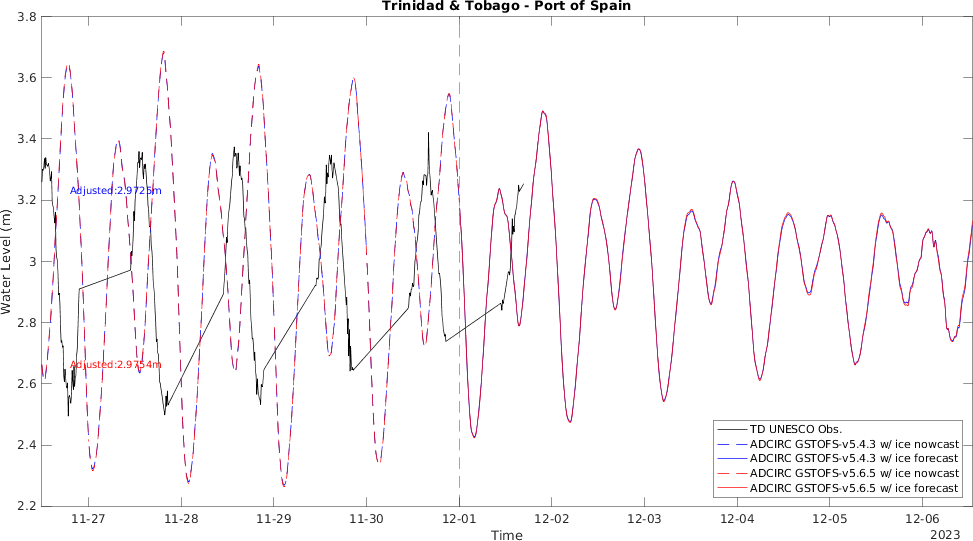 Trinidad & Tobago - Port of Spain
3.8
3.6
3.4
3.2
3
2.8
2.6
2.4
2.2
Water Level (m)
Adjusted:2.9725m
Adjusted:2.9754m
TD UNESCO Obs.
ADCIRC GSTOFS-v5.4.3 w/ ice nowcast
ADCIRC GSTOFS-v5.4.3 w/ ice forecast
ADCIRC GSTOFS-v5.6.5 w/ ice nowcast
ADCIRC GSTOFS-v5.6.5 w/ ice forecast
11-27 11-28 11-29 11-30 12-01 12-02 12-03 12-04 12-05 12-06
Time
2023